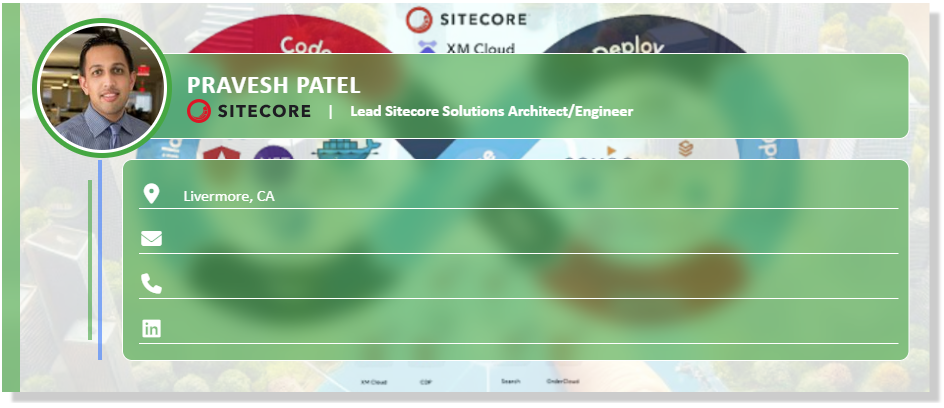 SITECORE
XM Cloud
Code
Deploy
PRAVESH PATEL
SITECORE | Lead Sitecore Solutions Architect/Engineer
Livermore, CA
in
XM Cloud CDP Search OrderCloud